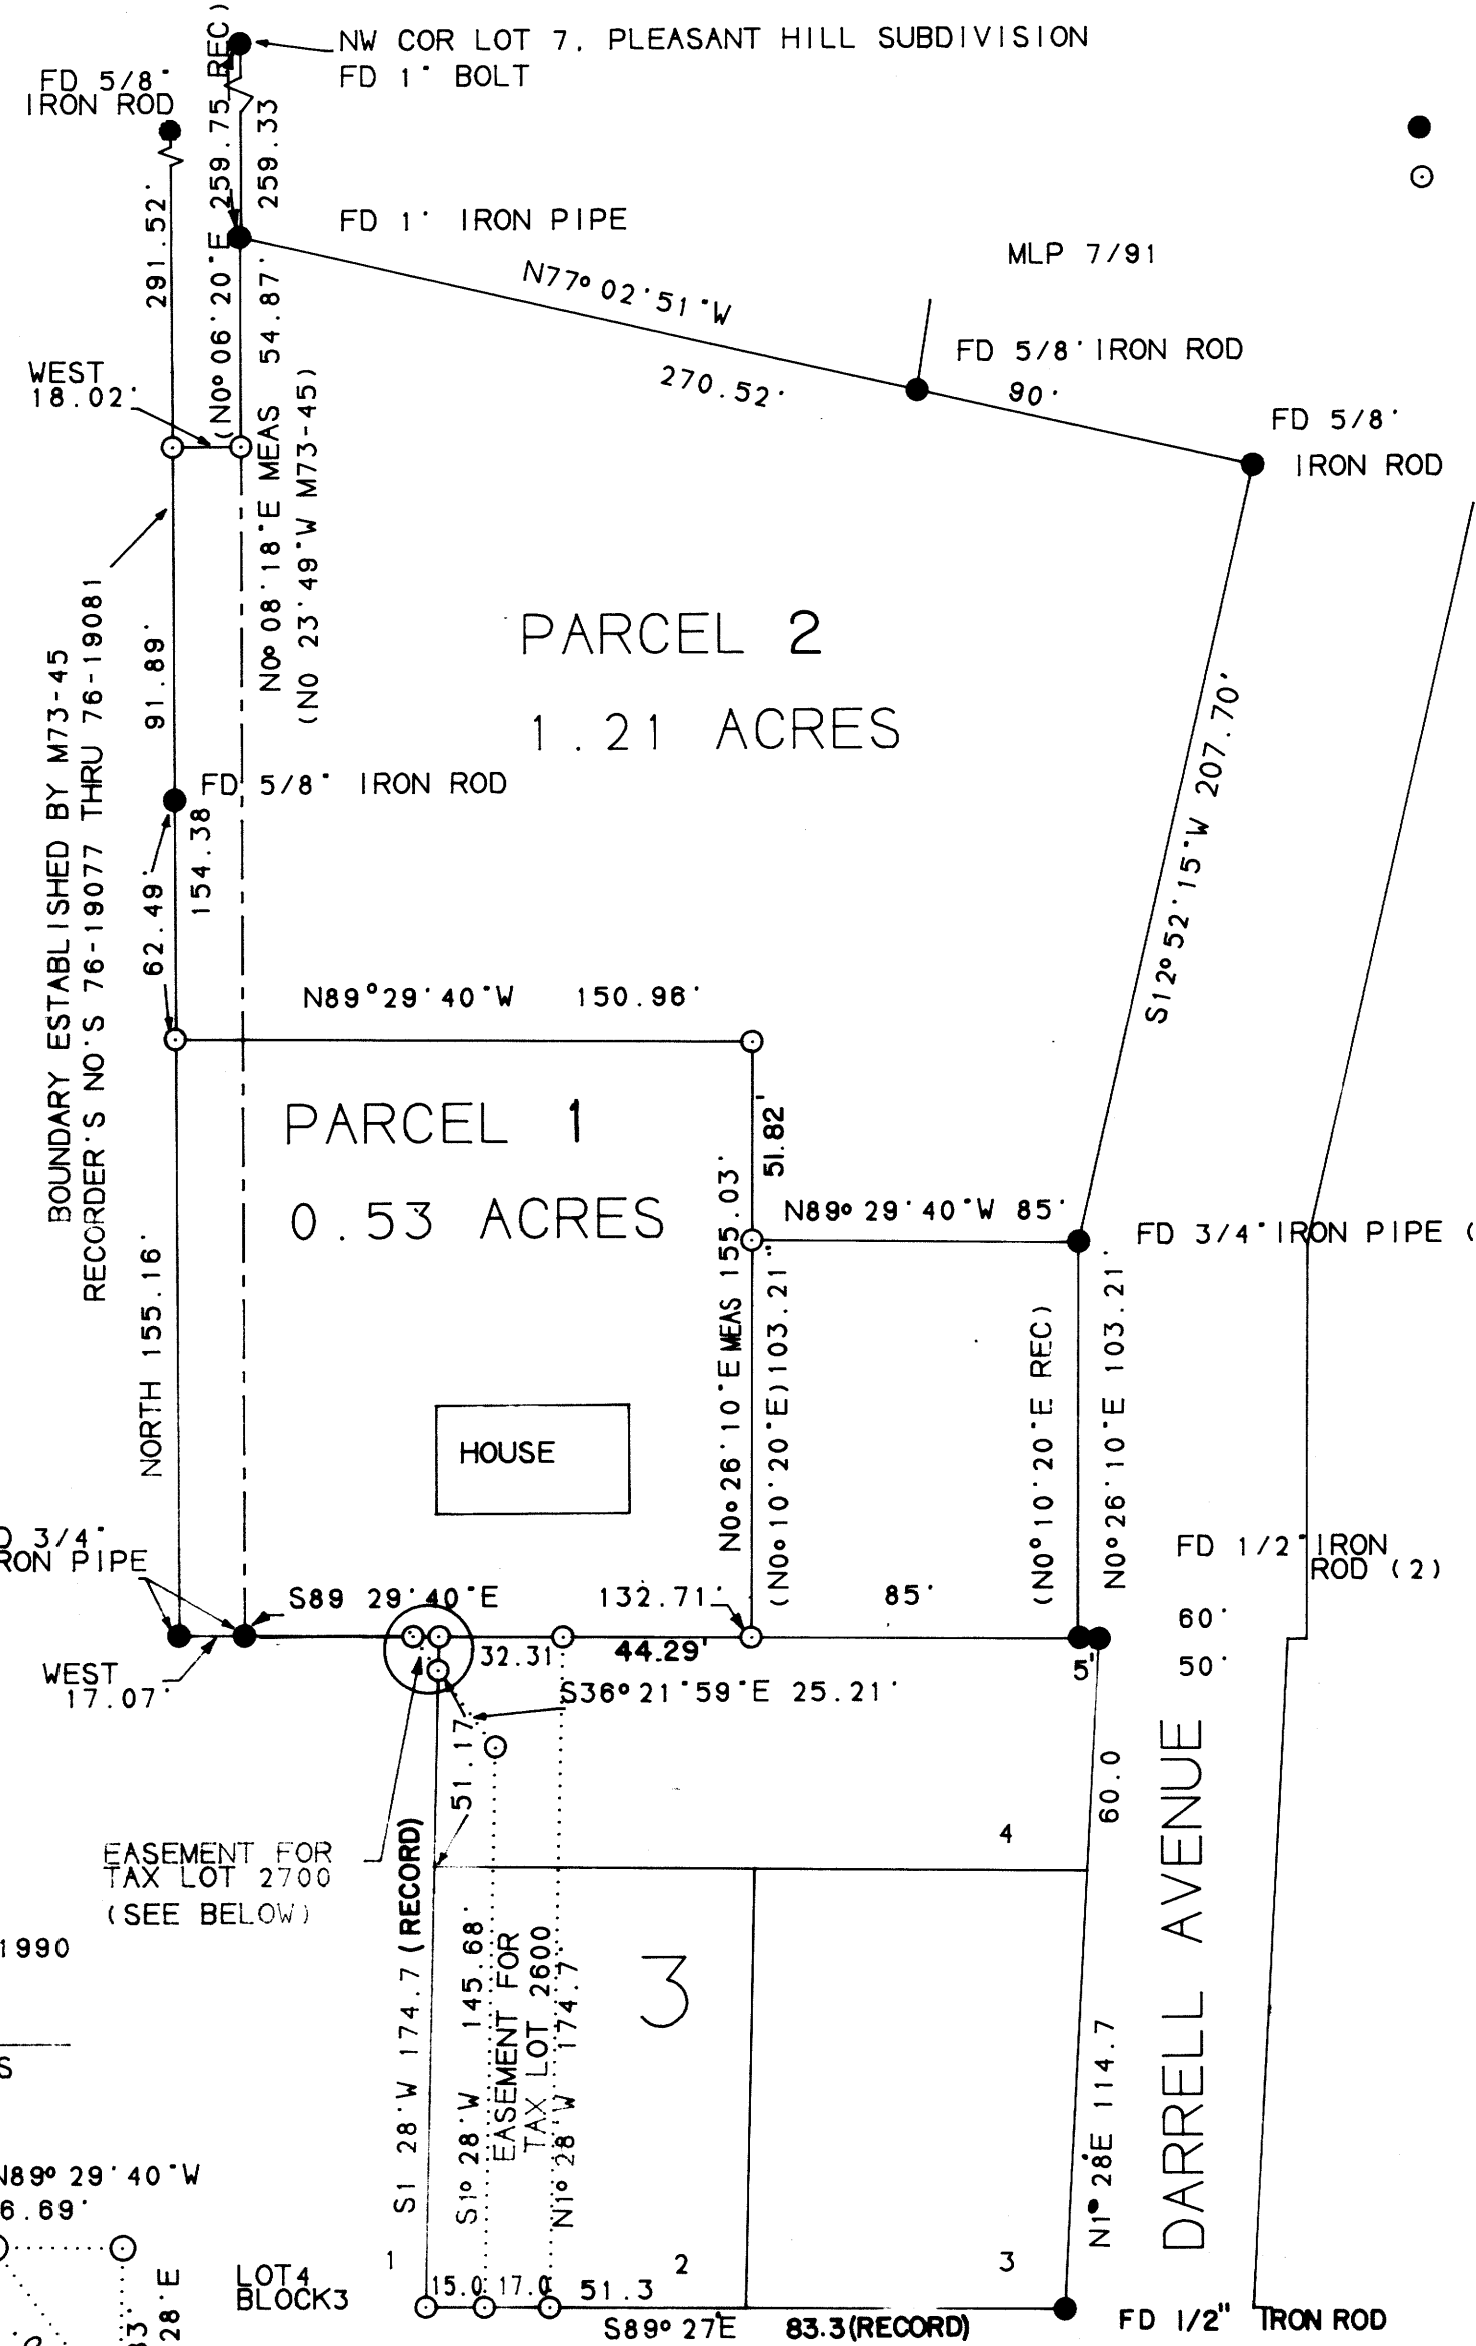 NW COR LOT 7, PLEASANT HILL SUBDIVISION
FD 1" BOLT
FD 5/8"
IRON ROD
(N0°06'20"E 259.75 REC)
259.33
FD 1' IRON PIPE
291.52'
54.87'
N77°02'51"W
270.52'
MLP 7/91
FD 5/8' IRON ROD
90'
FD 5/8'
IRON ROD
WEST
18.02'
N0°08'18"E MEAS
(N0 23'49"W M73-45)
PARCEL 2
1.21 ACRES
S12°52'15"W 207.70'
91.89'
BOUNDARY ESTABLISHED BY M73-45
RECORDER'S NO'S 76-19077 THRU 76-19081
FD 5/8" IRON ROD
154.38
62.49'
N89°29'40"W 150.96'
PARCEL 1
0.53 ACRES
51.82'
N89°29'40"W 85'
FD 3/4" IRON PIPE (
NORTH 155.16'
N0°26'10"E MEAS 155.03'
(N0°10'20"E) 103.21"
(N0°10'20"E REC)
N0°26'10"E 103.21'
HOUSE
D 3/4"
RON PIPE
FD 1/2" IRON
ROD (2)
S89 29'40"E
132.71'
85'
60'
50'
5'
32.31
44.29'
WEST
17.07'
S36°21'59"E 25.21'
51.17
60.0
4
EASEMENT FOR
TAX LOT 2700
(SEE BELOW)
1990
S
S1 28'W 174.7 (RECORD)
S1°28'W 145.68'
EASEMENT FOR
TAX LOT 2600
N1°28'W 174.7'
3
N1°28E 114.7
DARRELL AVENUE
N89°29'40"W
6.69'
28'E
33'
LOT4
BLOCK3
1
2
3
15.0
17.0
51.3
S89°27'E
83.3(RECORD)
FD 1/2" IRON ROD